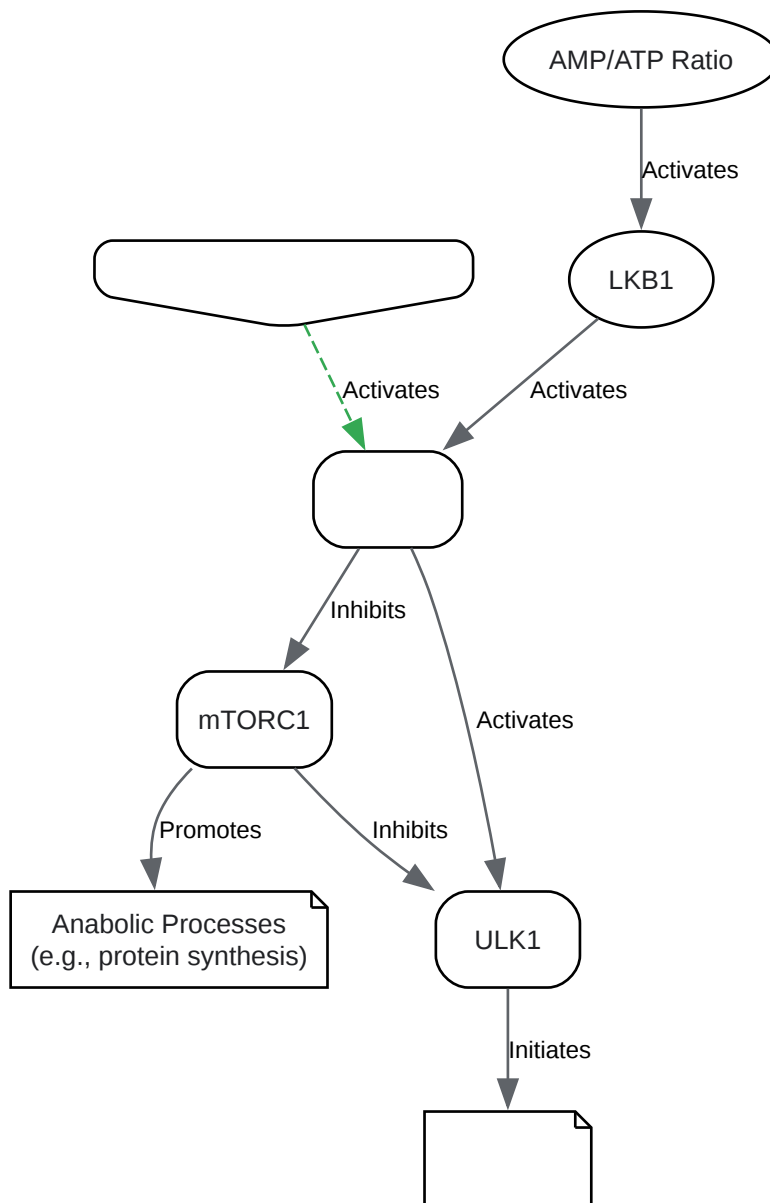 AMP/ATP Ratio
Activates
LKB1
Activates
Activates
Inhibits
mTORC1
Activates
Promotes
Inhibits
Anabolic Processes
(e.g., protein synthesis)
ULK1
Initiates